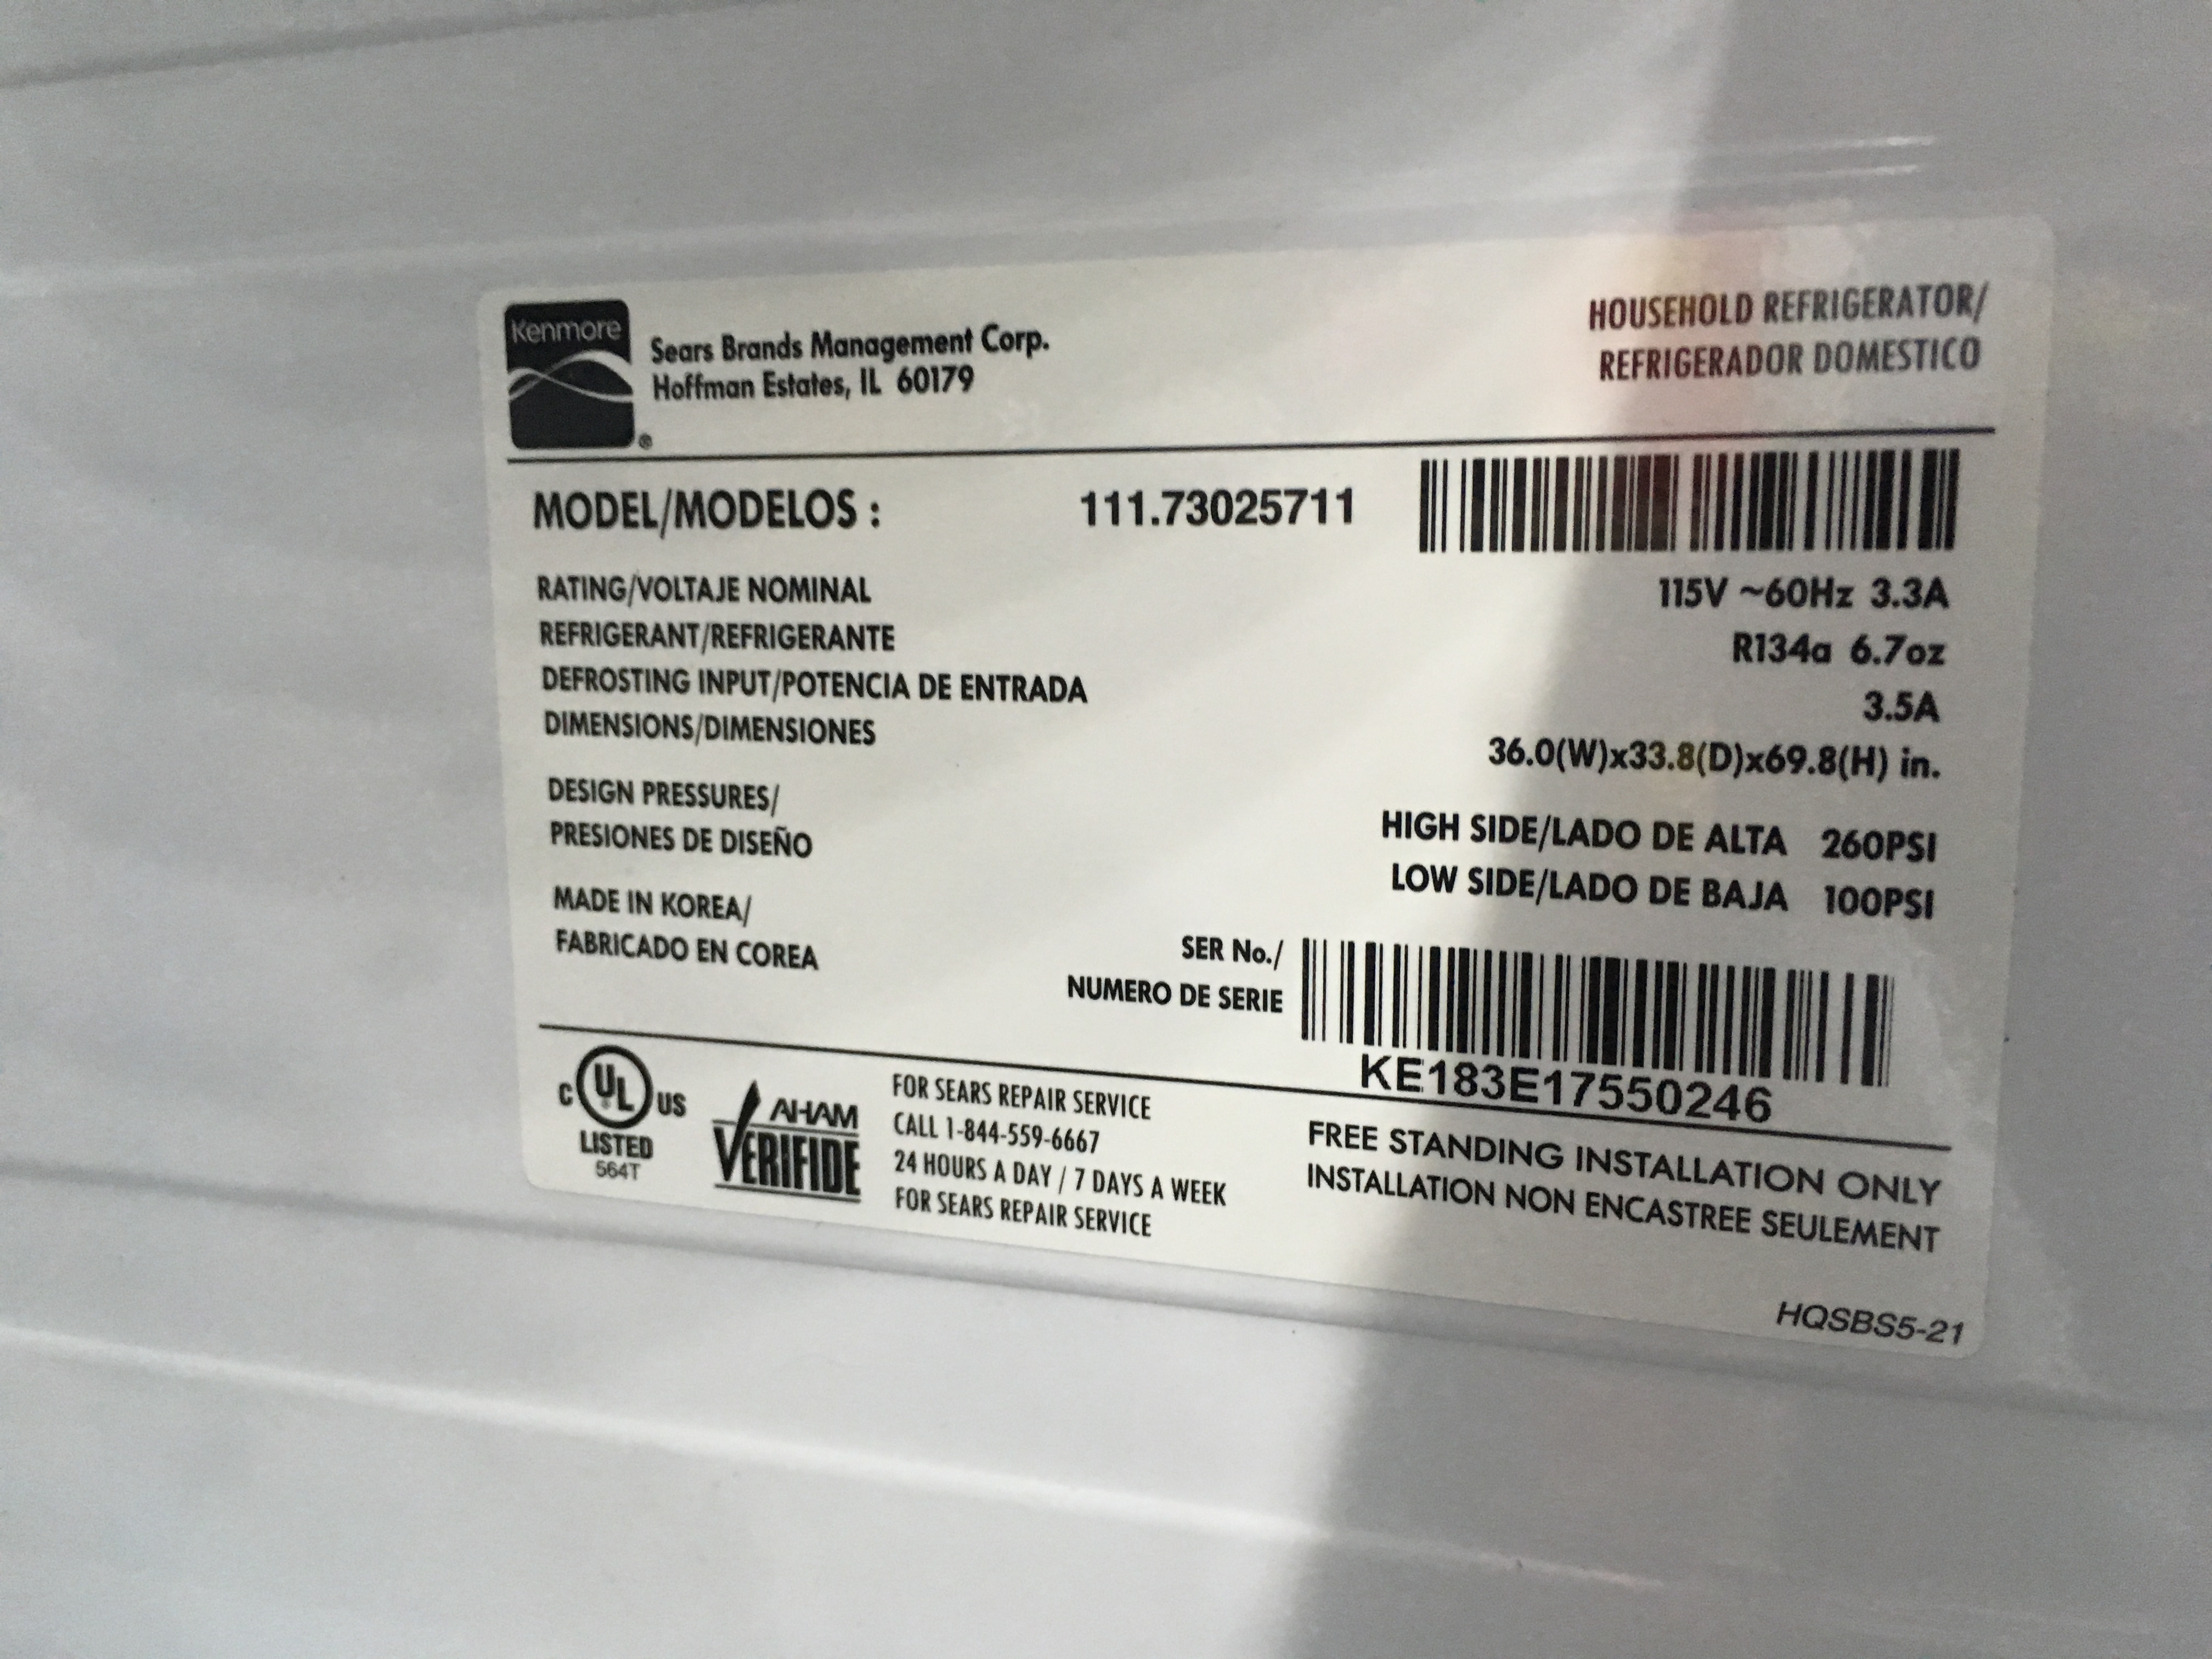 Kenmore
®
Sears Brands Management Corp.
Hoffman Estates, IL 60179
HOUSEHOLD REFRIGERATOR/
REFRIGERADOR DOMESTICO
MODEL/MODELOS : 111.73025711
RATING/VOLTAJE NOMINAL 115V ~60Hz 3.3A
REFRIGERANT/REFRIGERANTE R134a 6.7oz
DEFROSTING INPUT/POTENCIA DE ENTRADA 3.5A
DIMENSIONS/DIMENSIONES 36.0(W)x33.8(D)x69.8(H) in.
DESIGN PRESSURES/ HIGH SIDE/LADO DE ALTA 260PSI
PRESIONES DE DISEÑO LOW SIDE/LADO DE BAJA 100PSI
MADE IN KOREA/
FABRICADO EN COREA
SER No./
NUMERO DE SERIE
KE183E17550246
C UL US
LISTED
564T
AHAM
VERIFIDE
FOR SEARS REPAIR SERVICE
CALL 1-844-559-6667
24 HOURS A DAY / 7 DAYS A WEEK
FOR SEARS REPAIR SERVICE
FREE STANDING INSTALLATION ONLY
INSTALLATION NON ENCASTREE SEULEMENT
HQSBS5-21